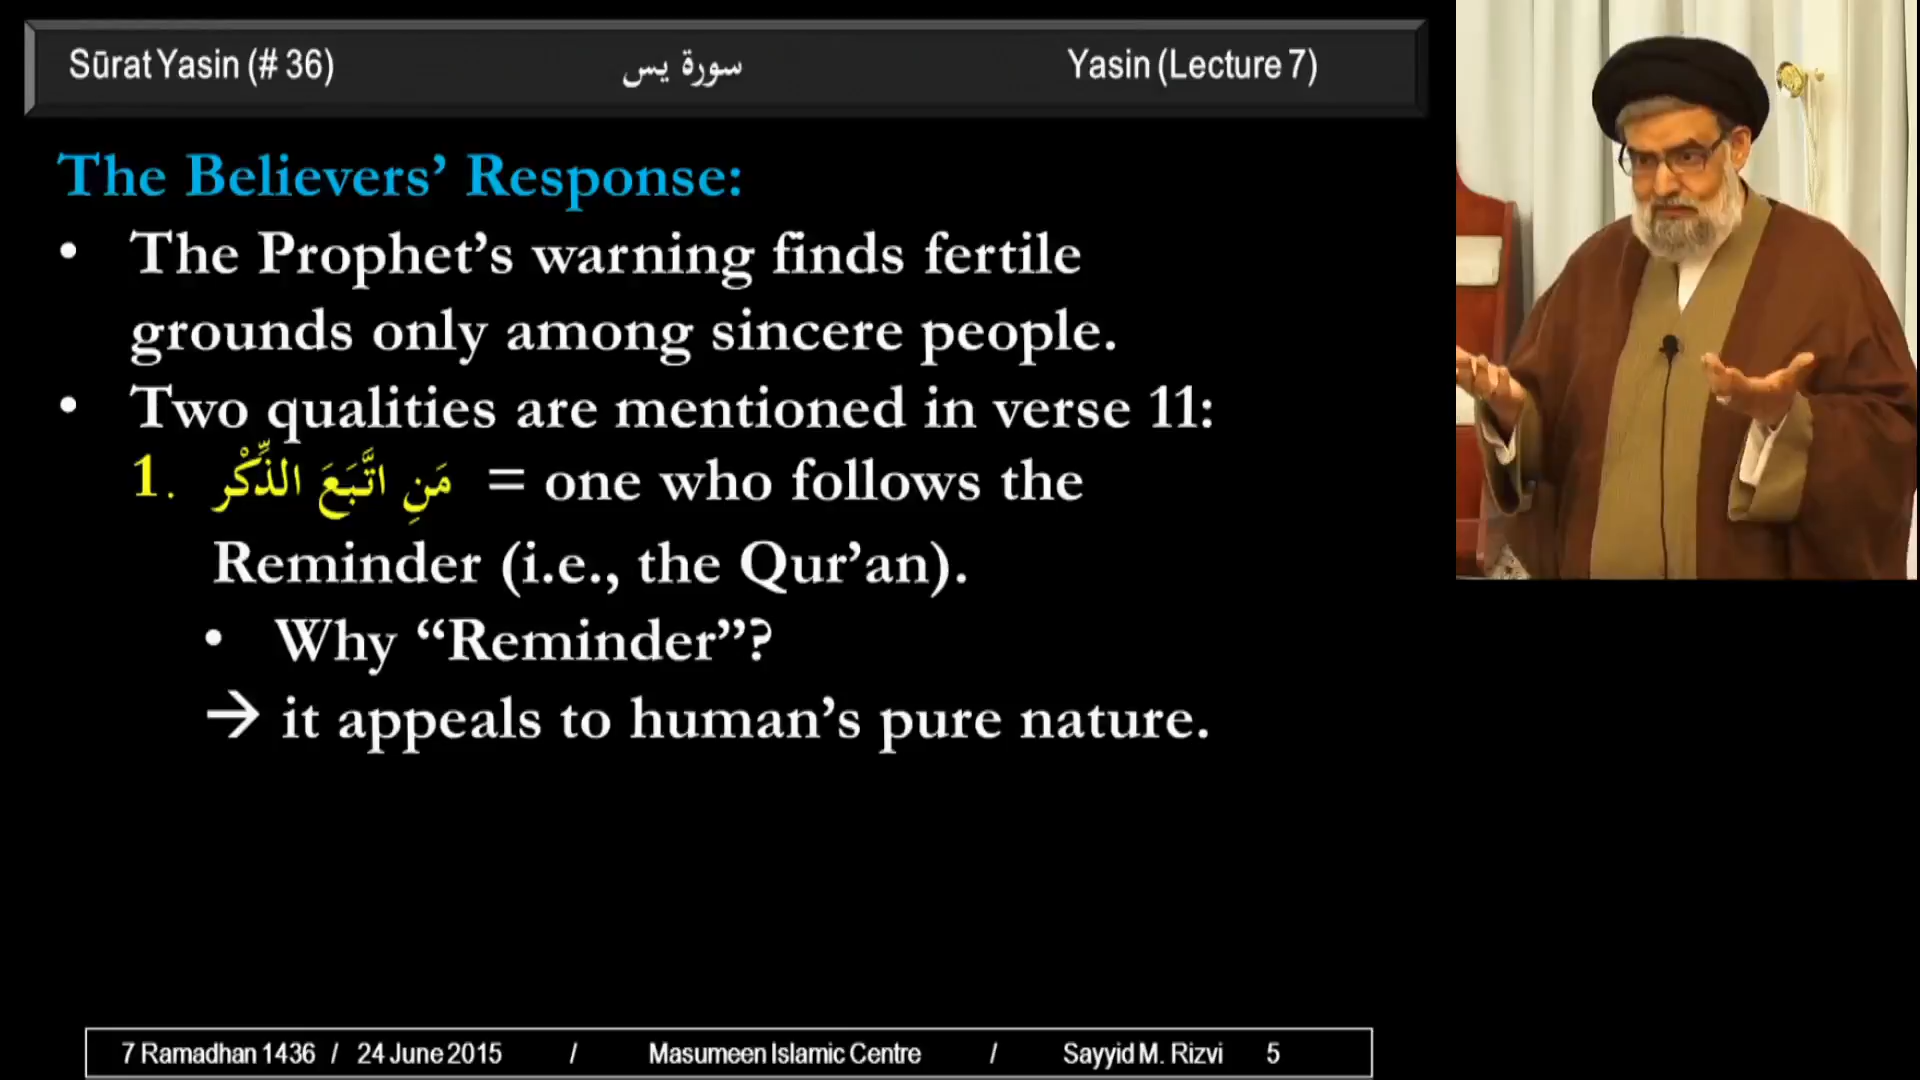 Sūrat Yasin (# 36) سورة يس Yasin (Lecture 7)
The Believers’ Response:
• The Prophet’s warning finds fertile
grounds only among sincere people.
• Two qualities are mentioned in verse 11:
1. مَنِ اتَّبَعَ الذِّكْر = one who follows the
Reminder (i.e., the Qur’an).
• Why “Reminder”?
→ it appeals to human’s pure nature.
7 Ramadhan 1436 / 24 June 2015 / Masumeen Islamic Centre / Sayyid M. Rizvi 5